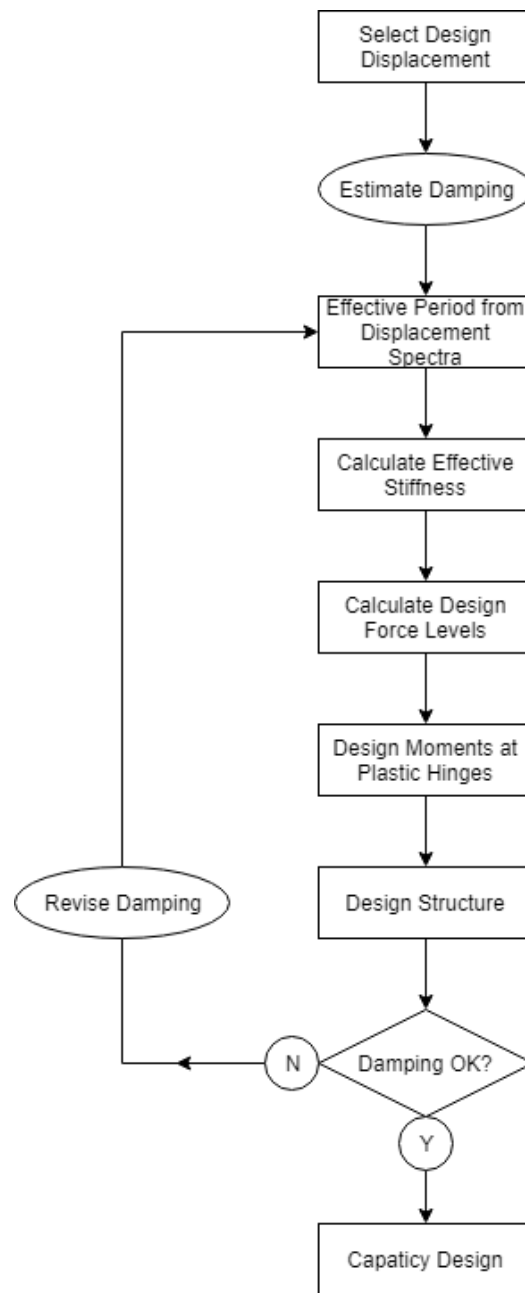 Select Design
Displacement
Estimate Damping
Effective Period from
Displacement
Spectra
Calculate Effective
Stiffness
Calculate Design
Force Levels
Design Moments at
Plastic Hinges
Revise Damping
Design Structure
N
Damping OK?
Y
Capaticy Design